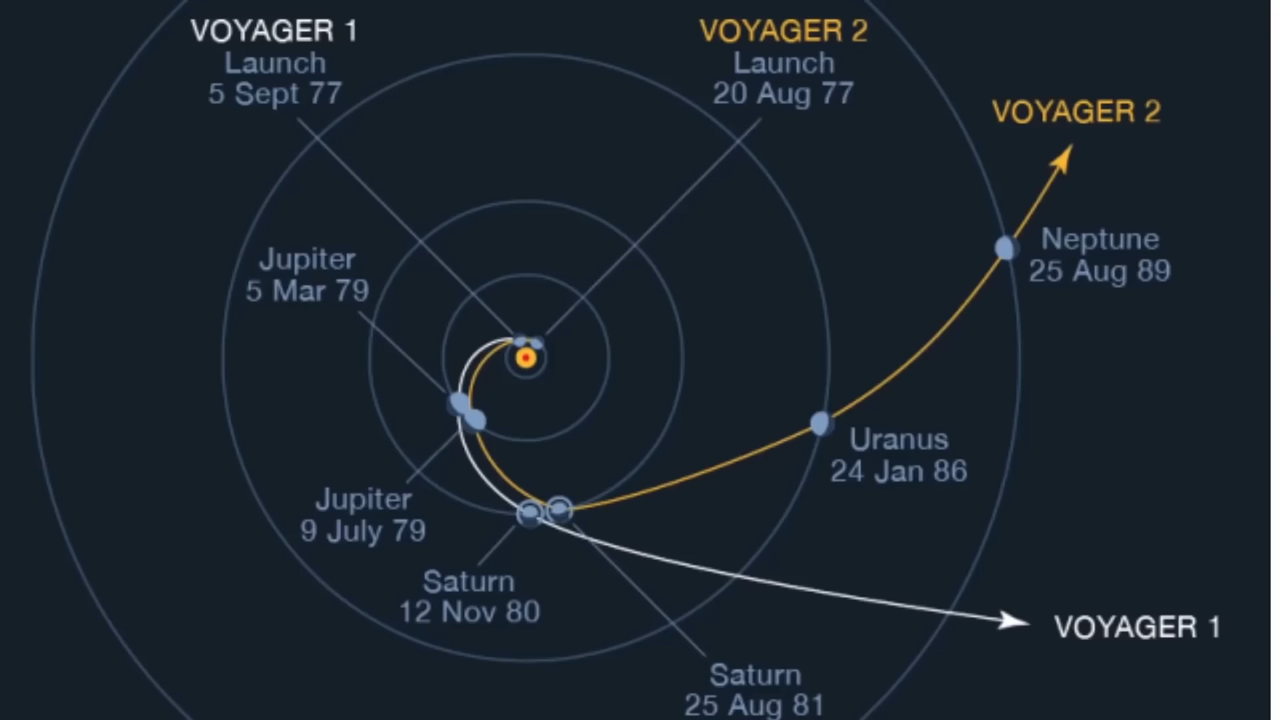 VOYAGER 1
Launch
5 Sept 77
VOYAGER 2
Launch
20 Aug 77
VOYAGER 2
Jupiter
5 Mar 79
Neptune
25 Aug 89
Uranus
24 Jan 86
Jupiter
9 July 79
Saturn
12 Nov 80
VOYAGER 1
Saturn
25 Aug 81